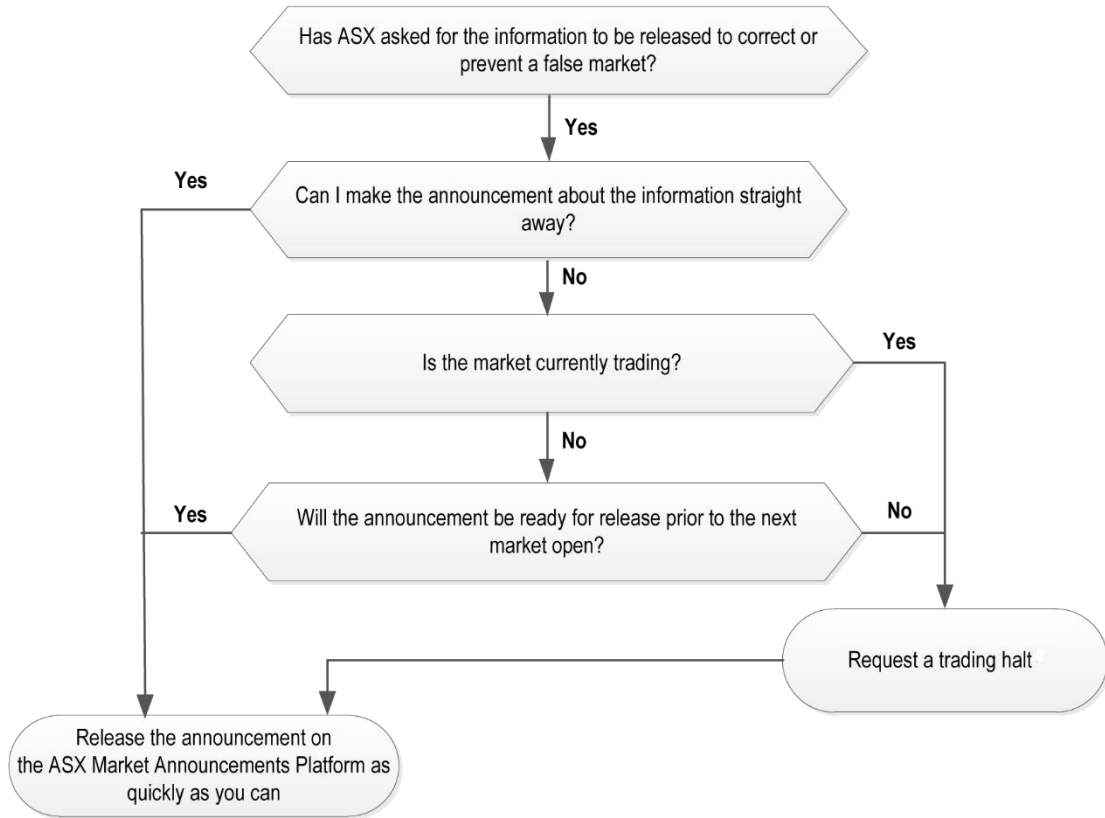 Has ASX asked for the information to be released to correct or
prevent a false market?
Yes
Yes
Can I make the announcement about the information straight
away?
No
Is the market currently trading?
Yes
No
Yes
Will the announcement be ready for release prior to the next
market open?
No
Request a trading halt
Release the announcement on
the ASX Market Announcements Platform as
quickly as you can